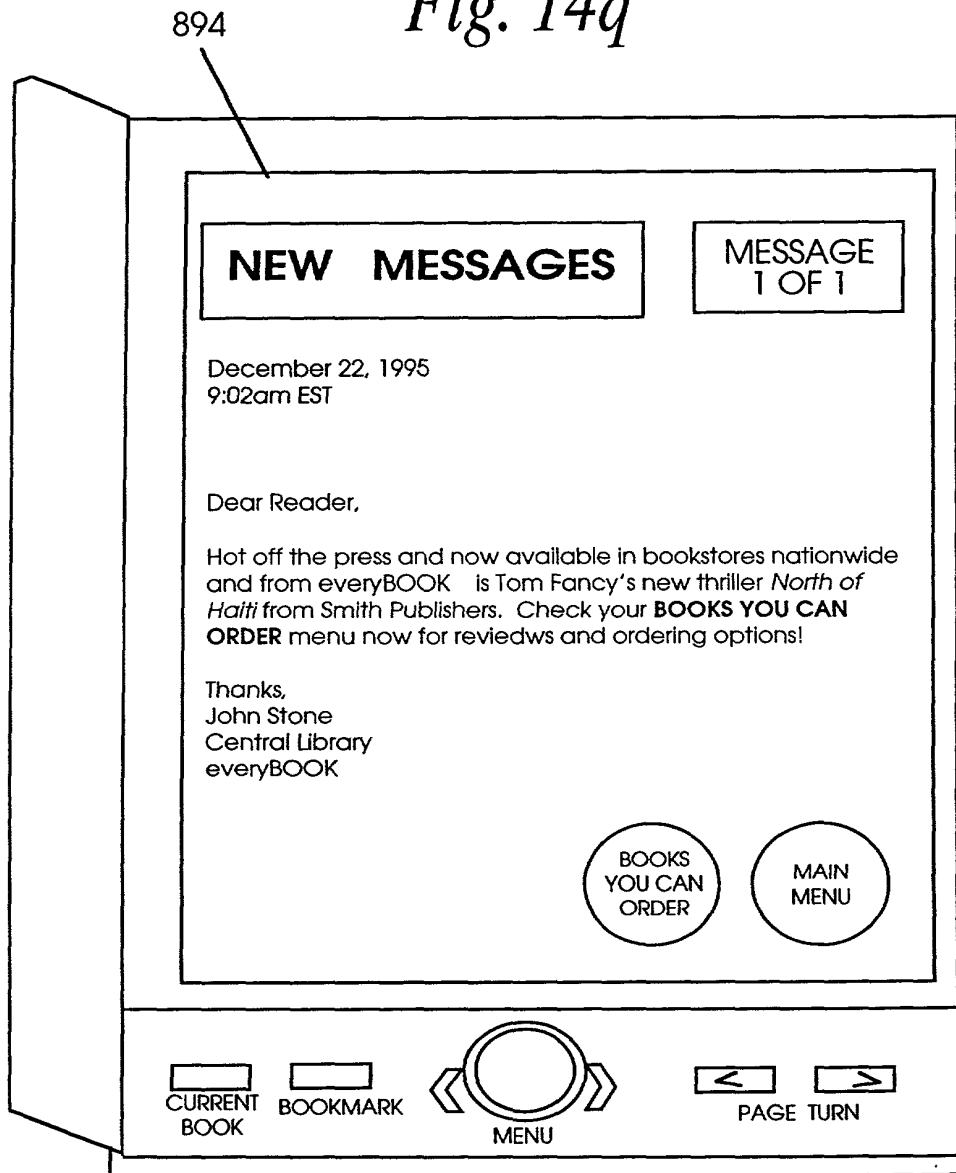 Fig. 14q
894
NEW MESSAGES
MESSAGE
1 OF 1
December 22, 1995
9:02am EST
Dear Reader,
Hot off the press and now available in bookstores nationwide
and from everyBOOK is Tom Fancy's new thriller North of
Haiti from Smith Publishers. Check your BOOKS YOU CAN
ORDER menu now for reviedws and ordering options!
Thanks,
John Stone
Central Library
everyBOOK
BOOKS
YOU CAN
ORDER
MAIN
MENU
CURRENT
BOOK
BOOKMARK
MENU
< >
PAGE TURN